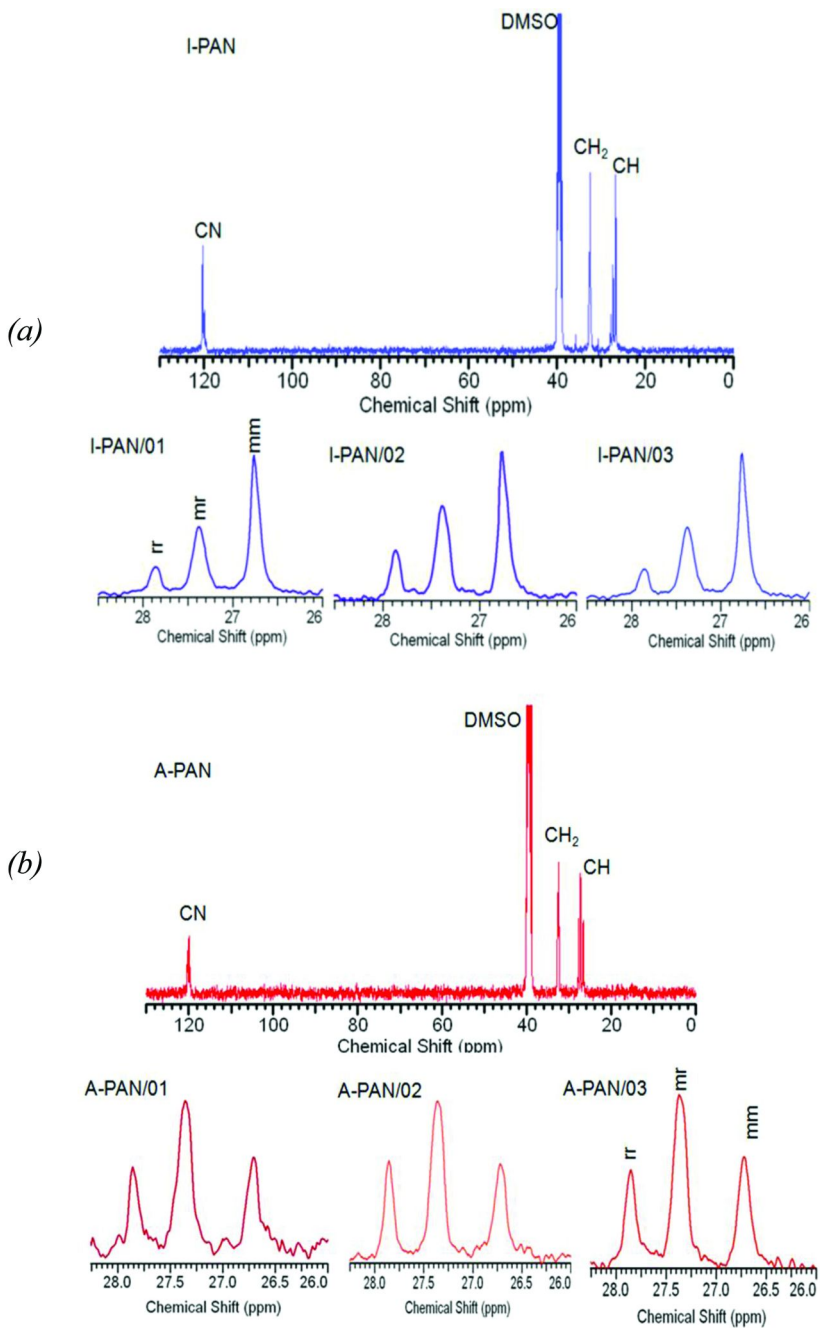 DMSO
I-PAN
CH₂
CH
CN
(a)
120 100 80 60 40 20 0
Chemical Shift (ppm)
I-PAN/01
rr
mr
mm
28 27 26
Chemical Shift (ppm)
I-PAN/02
28 27 26
Chemical Shift (ppm)
I-PAN/03
28 27 26
Chemical Shift (ppm)
DMSO
A-PAN
CH₂
CH
CN
(b)
120 100 80 60 40 20 0
Chemical Shift (ppm)
A-PAN/01
28.0 27.5 27.0 26.5 26.0
Chemical Shift (ppm)
A-PAN/02
28.0 27.5 27.0 26.5 26.0
Chemical Shift (ppm)
A-PAN/03
rr
mr
mm
28.0 27.5 27.0 26.5 26.0
Chemical Shift (ppm)